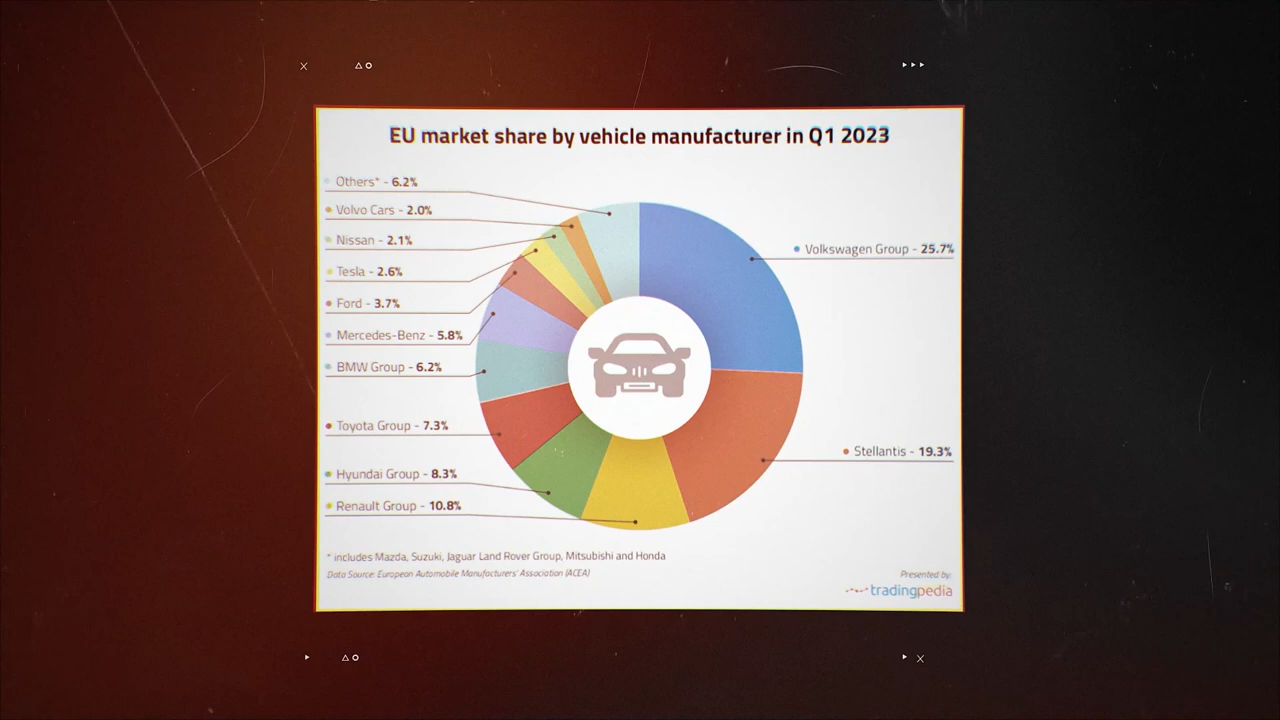 EU market share by vehicle manufacturer in Q1 2023
Others* - 6.2%
Volvo Cars - 2.0%
Nissan - 2.1%
Tesla - 2.6%
Ford - 3.7%
Mercedes-Benz - 5.8%
BMW Group - 6.2%
Toyota Group - 7.3%
Hyundai Group - 8.3%
Renault Group - 10.8%
Volkswagen Group - 25.7%
Stellantis - 19.3%
* includes Mazda, Suzuki, Jaguar Land Rover Group, Mitsubishi and Honda
Data Source: European Automobile Manufacturers' Association (ACEA)
Presented by:
tradingpedia